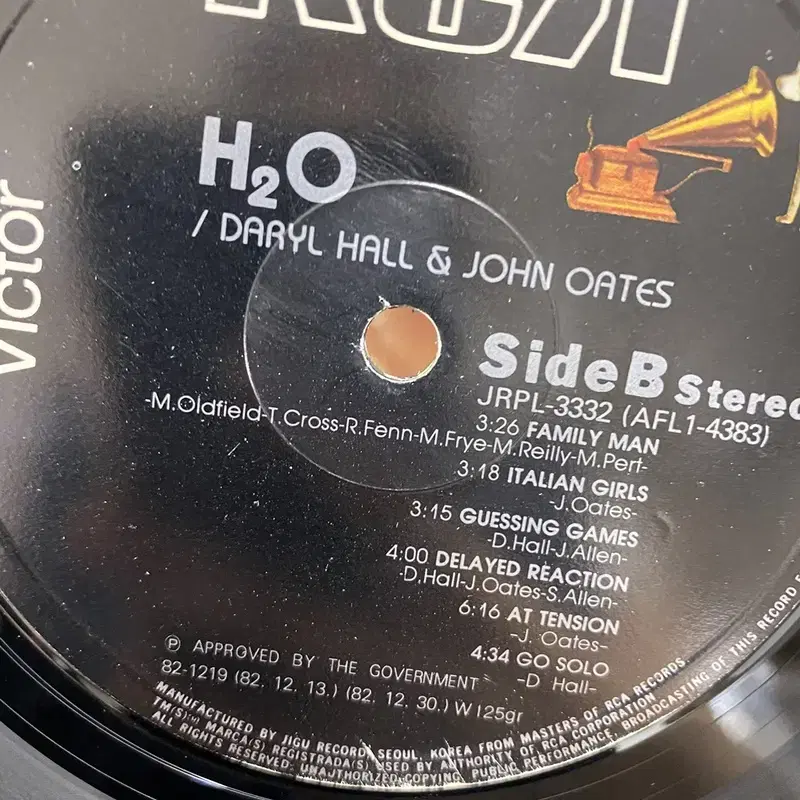 RCA
Victor
H₂O
/ DARYL HALL & JOHN OATES
Side B Stereo
JRPL-3332 (AFL1-4383)
3:26 FAMILY MAN
-M.Oldfield-T.Cross-R.Fenn-M.Frye-M.Reilly-M.Pert-
3:18 ITALIAN GIRLS
-J.Oates-
3:15 GUESSING GAMES
-D.Hall-J.Allen-
4:00 DELAYED REACTION
-D.Hall-J.Oates-S.Allen-
6:16 AT TENSION
-J. Oates-
4:34 GO SOLO
-D Hall-
Ⓟ APPROVED BY THE GOVERNMENT
82-1219 (82. 12. 13.) (82. 12. 30.) W125gr
MANUFACTURED BY JIGU RECORD, SEOUL, KOREA FROM MASTERS OF RCA RECORDS.
TM(S)® MARCA(S) REGISTRADA(S) USED BY AUTHORITY OF RCA CORPORATION.
ALL RIGHTS RESERVED. UNAUTHORIZED COPYING, PUBLIC PERFORMANCE, BROADCASTING OF THIS RECORD